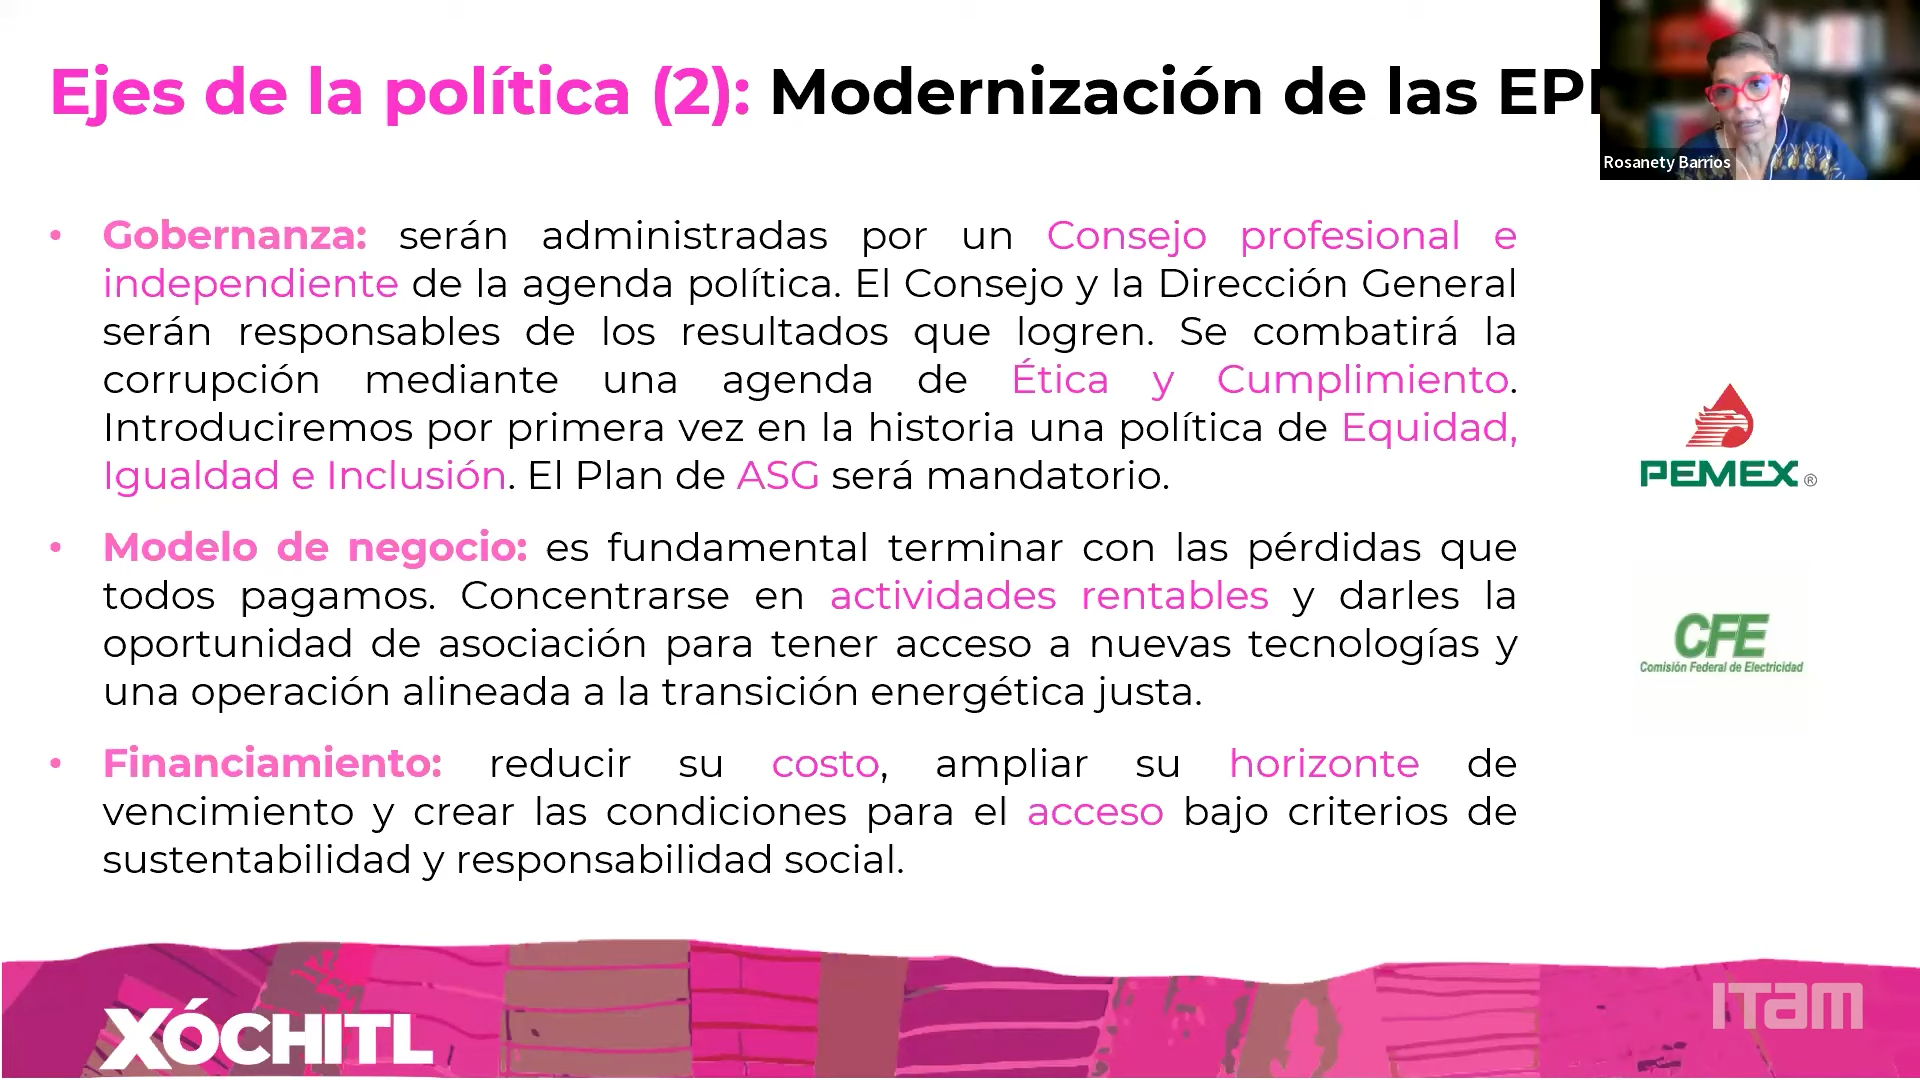 Ejes de la política (2): Modernización de las
Rosanety Barrios
• Gobernanza: serán administradas por un Consejo profesional e
independiente de la agenda política. El Consejo y la Dirección General
serán responsables de los resultados que logren. Se combatirá la
corrupción mediante una agenda de Ética y Cumplimiento.
Introduciremos por primera vez en la historia una política de Equidad,
Igualdad e Inclusión. El Plan de ASG será mandatorio.
PEMEX®
• Modelo de negocio: es fundamental terminar con las pérdidas que
todos pagamos. Concentrarse en actividades rentables y darles la
oportunidad de asociación para tener acceso a nuevas tecnologías y
una operación alineada a la transición energética justa.
CFE
Comisión Federal de Electricidad
• Financiamiento: reducir su costo, ampliar su horizonte de
vencimiento y crear las condiciones para el acceso bajo criterios de
sustentabilidad y responsabilidad social.
XÓCHITL
ITAM